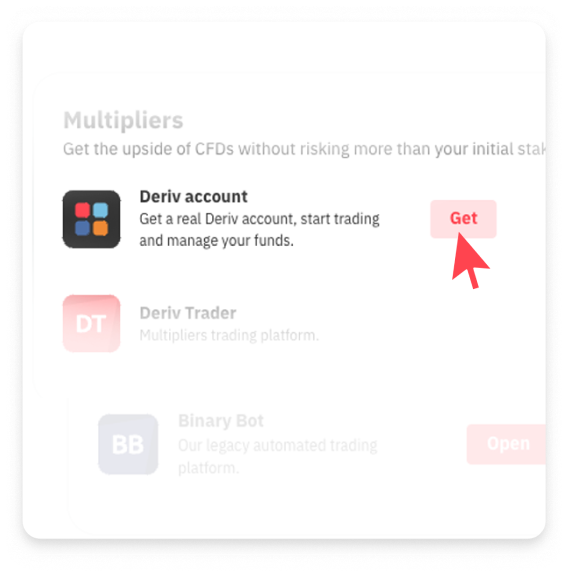 Multipliers
Get the upside of CFDs without risking more than your initial stak
Deriv account
Get a real Deriv account, start trading
and manage your funds.
Get
DT
Deriv Trader
Multipliers trading platform.
BB
Binary Bot
Our legacy automated trading
platform.
Open